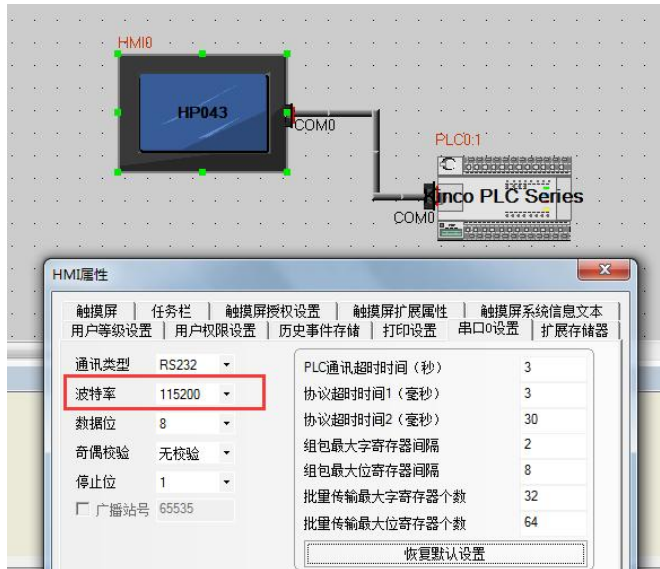 HMI0
HP043
COM0
PLC0:1
Kinco PLC Series
COM0
HMI属性
触摸屏 任务栏 触摸屏授权设置 触摸屏扩展属性 触摸屏系统信息文本
用户等级设置 用户权限设置 历史事件存储 打印设置 串口0设置 扩展存储器
通讯类型 RS232 PLC通讯超时时间（秒） 3
波特率 115200 协议超时时间1（毫秒） 3
数据位 8 协议超时时间2（毫秒） 30
奇偶校验 无校验 组包最大字寄存器间隔 2
停止位 1 组包最大位寄存器间隔 8
广播站号 65535 批量传输最大字寄存器个数 32
批量传输最大位寄存器个数 64
恢复默认设置